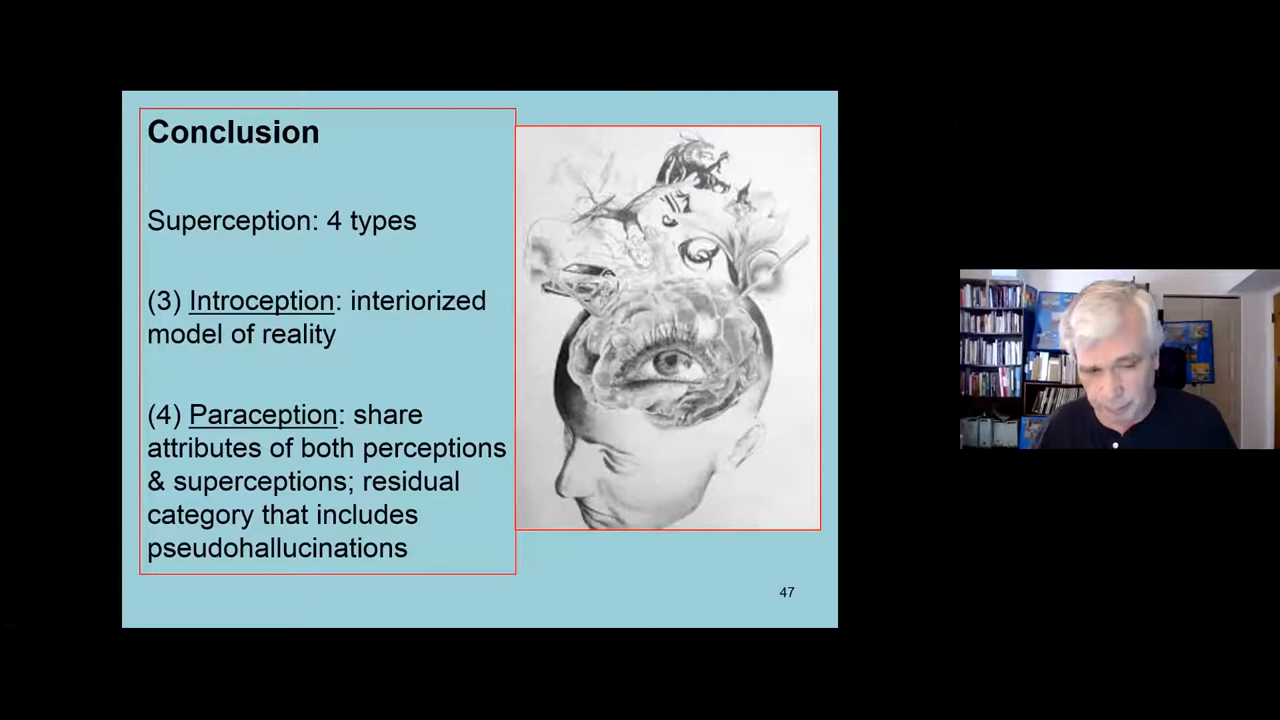 Conclusion
Superception: 4 types
(3) Introception: interiorized
model of reality
(4) Paraception: share
attributes of both perceptions
& superceptions; residual
category that includes
pseudohallucinations
47